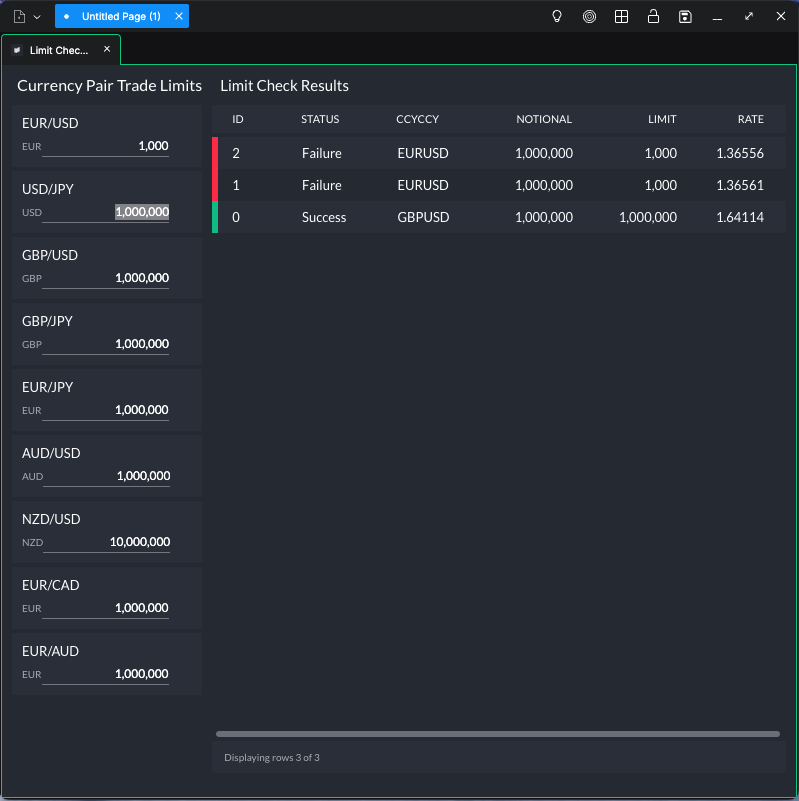 Untitled Page (1)
Limit Chec...
Currency Pair Trade Limits
EUR/USD
EUR 1,000
USD/JPY
USD 1,000,000
GBP/USD
GBP 1,000,000
GBP/JPY
GBP 1,000,000
EUR/JPY
EUR 1,000,000
AUD/USD
AUD 1,000,000
NZD/USD
NZD 10,000,000
EUR/CAD
EUR 1,000,000
EUR/AUD
EUR 1,000,000
Limit Check Results
ID STATUS CCYCCY NOTIONAL LIMIT RATE
2 Failure EURUSD 1,000,000 1,000 1.36556
1 Failure EURUSD 1,000,000 1,000 1.36561
0 Success GBPUSD 1,000,000 1,000,000 1.64114
Displaying rows 3 of 3